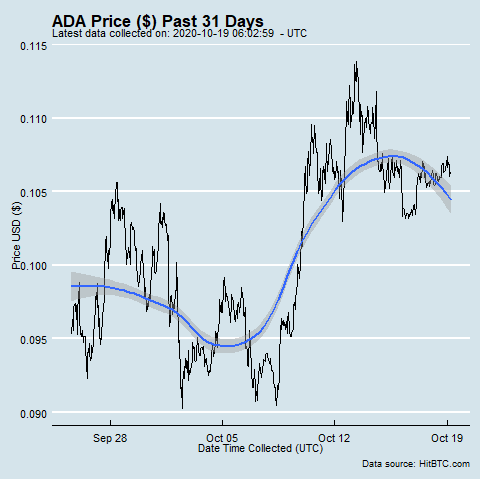 ADA Price ($) Past 31 Days
Latest data collected on: 2020-10-19 06:02:59 - UTC
0.115
0.110
0.105
0.100
0.095
0.090
Price USD ($)
Sep 28
Oct 05
Oct 12
Oct 19
Date Time Collected (UTC)
Data source: HitBTC.com